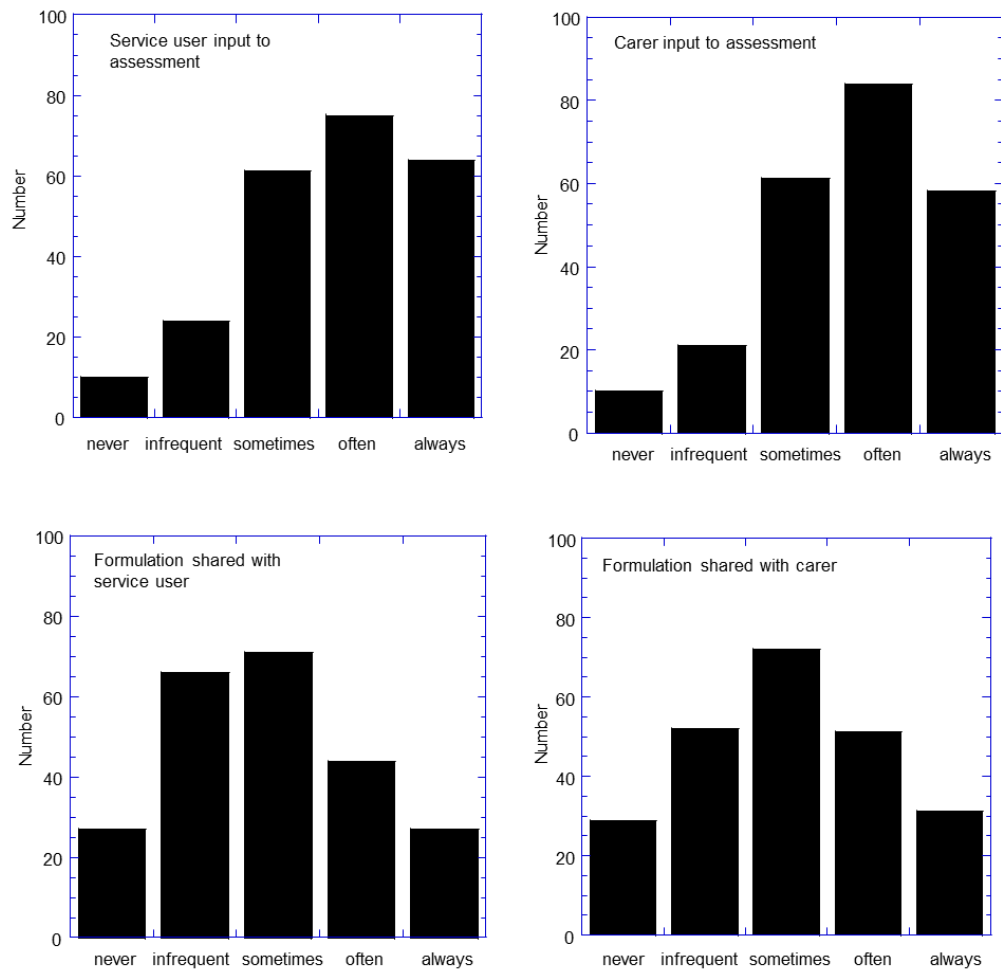 100
Service user input to
assessment
80
60
40
20
0
Number
never infrequent sometimes often always
100
Carer input to assessment
80
60
40
20
0
Number
never infrequent sometimes often always
100
Formulation shared with
service user
80
60
40
20
0
Number
never infrequent sometimes often always
100
Formulation shared with carer
80
60
40
20
0
Number
never infrequent sometimes often always